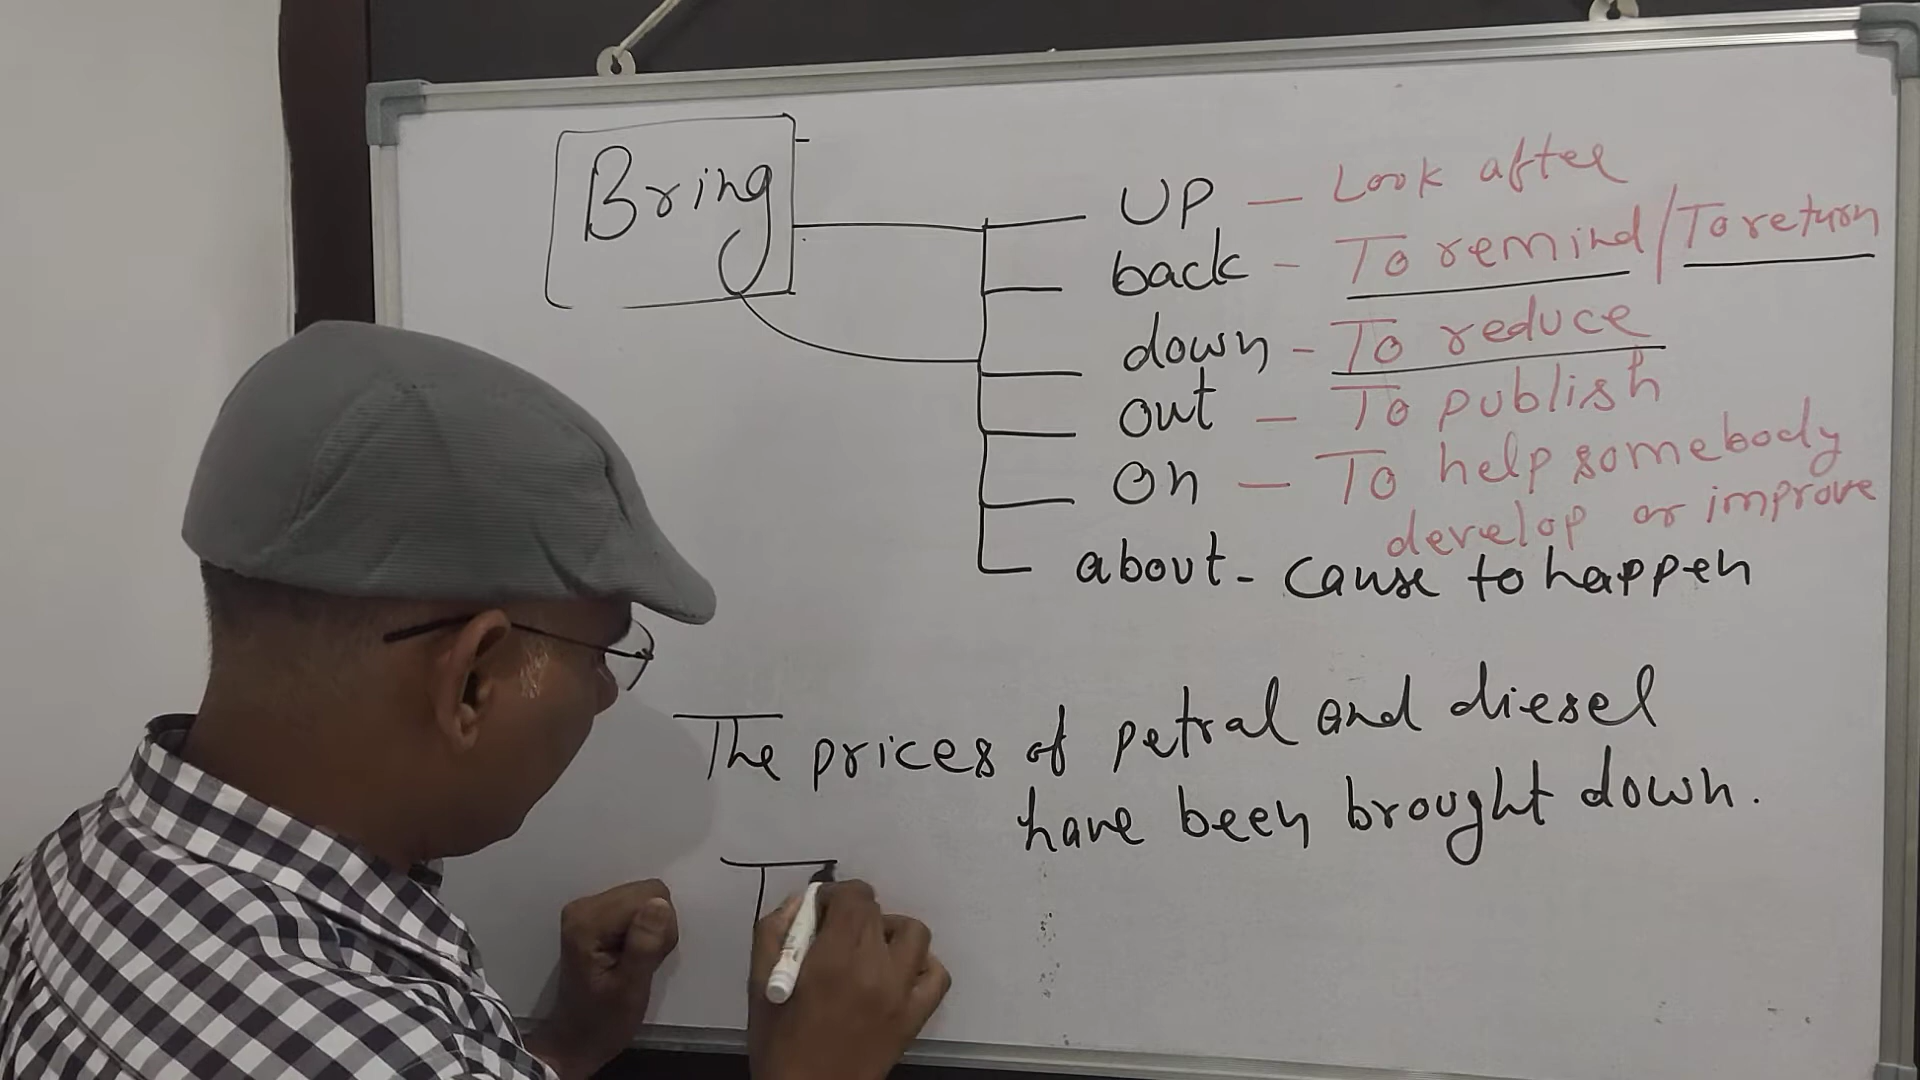 Bring
UP — Look after
back – To remind / To return
down – To reduce
out — To publish
On — To help somebody
develop or improve
about - cause to happen
The prices of petral and diesel
have been brought down.
T